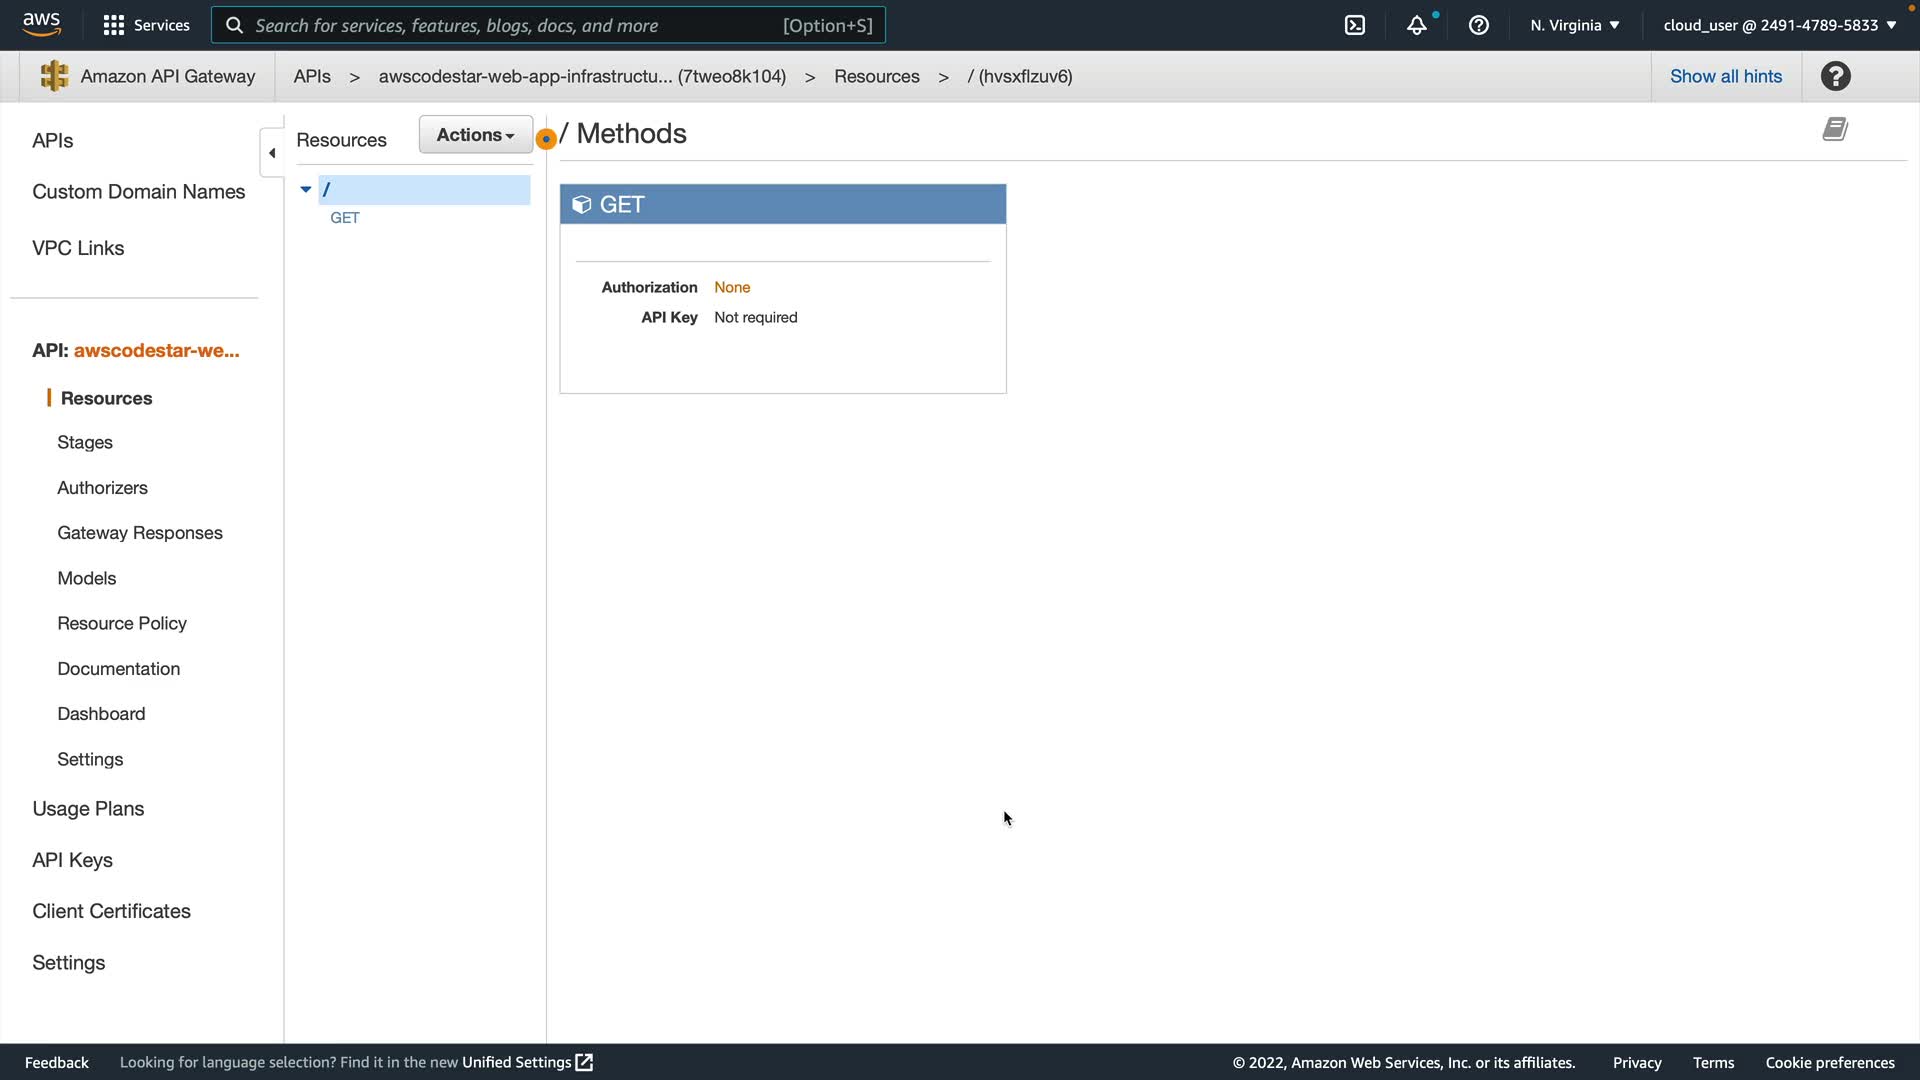 aws
Services
Search for services, features, blogs, docs, and more
[Option+S]
N. Virginia
cloud_user @ 2491-4789-5833
Amazon API Gateway
APIs > awscodestar-web-app-infrastructu... (7tweo8k104) > Resources > / (hvsxflzuv6)
Show all hints
APIs
Custom Domain Names
VPC Links
API: awscodestar-we...
Resources
Stages
Authorizers
Gateway Responses
Models
Resource Policy
Documentation
Dashboard
Settings
Usage Plans
API Keys
Client Certificates
Settings
Resources
Actions
/
GET
/ Methods
GET
Authorization None
API Key Not required
Feedback
Looking for language selection? Find it in the new Unified Settings
© 2022, Amazon Web Services, Inc. or its affiliates.
Privacy
Terms
Cookie preferences